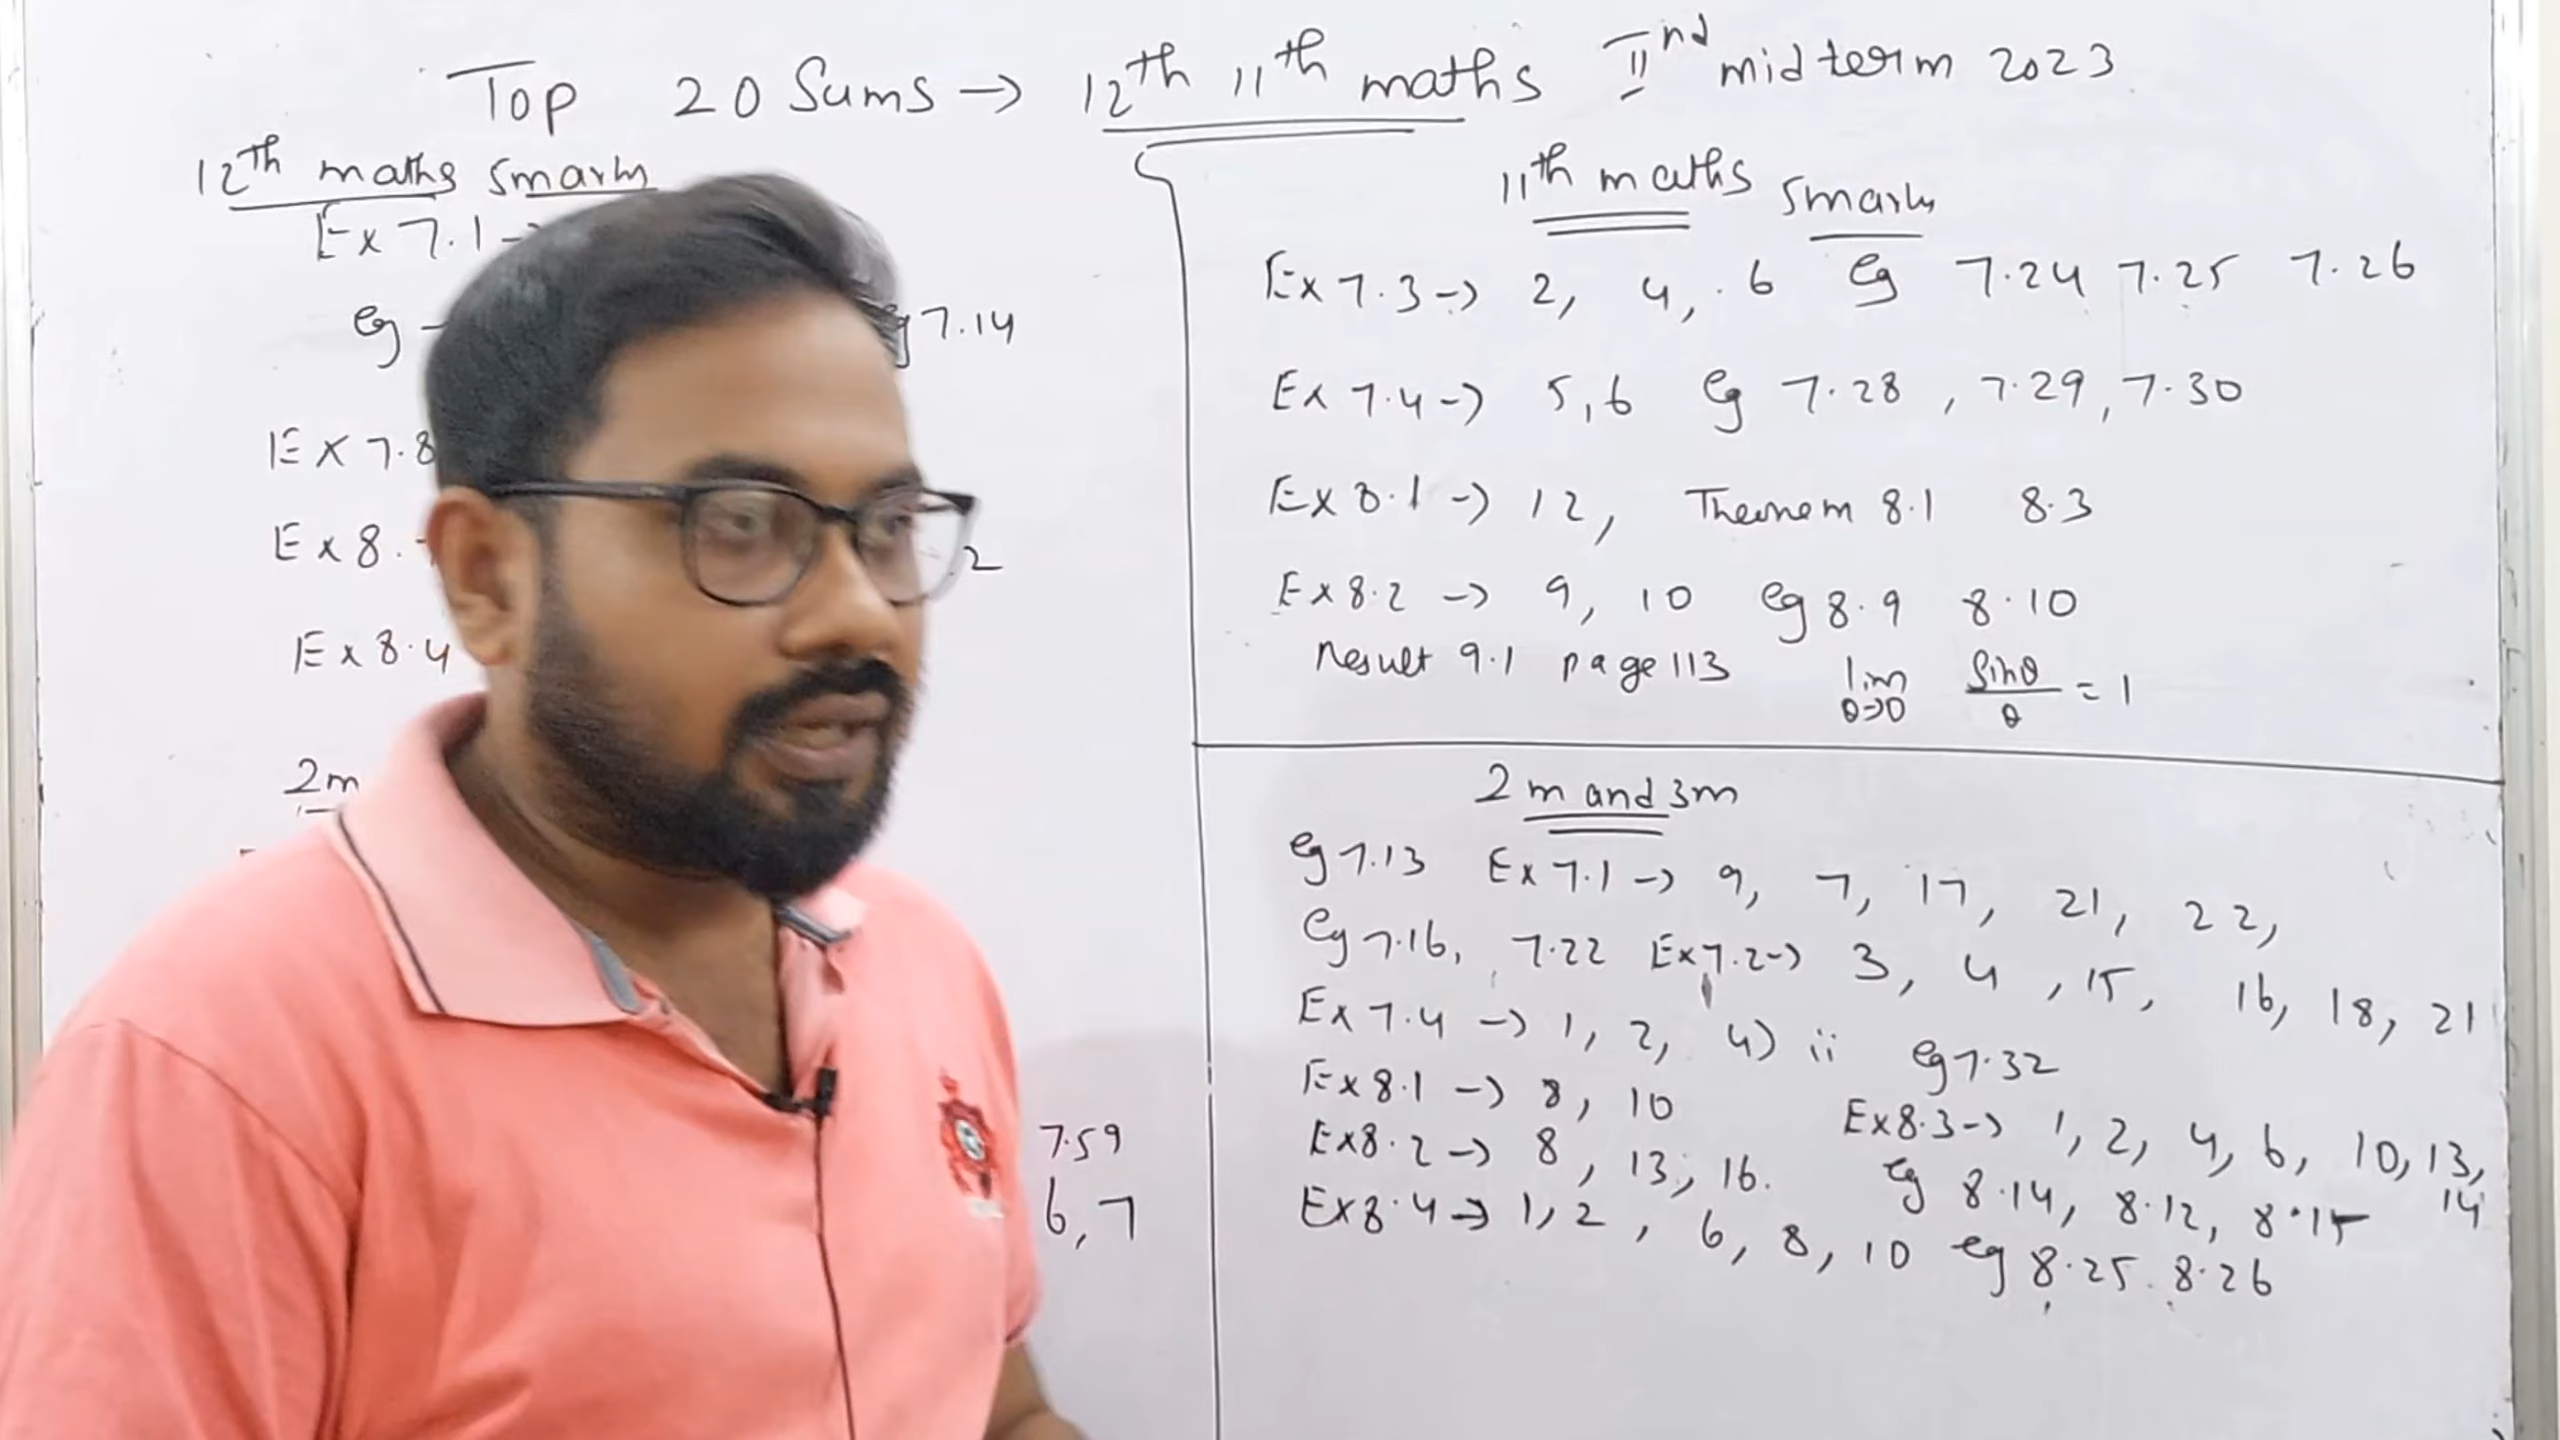 Top 20 Sums → 12th 11th maths IInd midterm 2023
12th maths 5marks
Ex 7.1 -
eg - 7.14
Ex 7.8
Ex 8. 2
Ex 8.4
2m
7.59
6, 7
11th maths 5marks
Ex 7.3 → 2, 4, 6 eg 7.24 7.25 7.26
Ex 7.4 → 5, 6 eg 7.28, 7.29, 7.30
Ex 8.1 → 12, Theorem 8.1 8.3
Ex 8.2 → 9, 10 eg 8.9 8.10
Result 9.1 page 113 lim θ→0 sinθ/θ = 1
2m and 3m
eg 7.13 Ex 7.1 → 9, 7, 17, 21, 22,
eg 7.16, 7.22 Ex 7.2 → 3, 4, 15, 16, 18, 21
Ex 7.4 → 1, 2, 4) ii eg 7.32
Ex 8.1 → 8, 10
Ex 8.2 → 8, 13, 16.
Ex 8.3 → 1, 2, 4, 6, 10, 13, 14
eg 8.14, 8.12, 8.15
Ex 8.4 → 1, 2, 6, 8, 10 eg 8.25 8.26